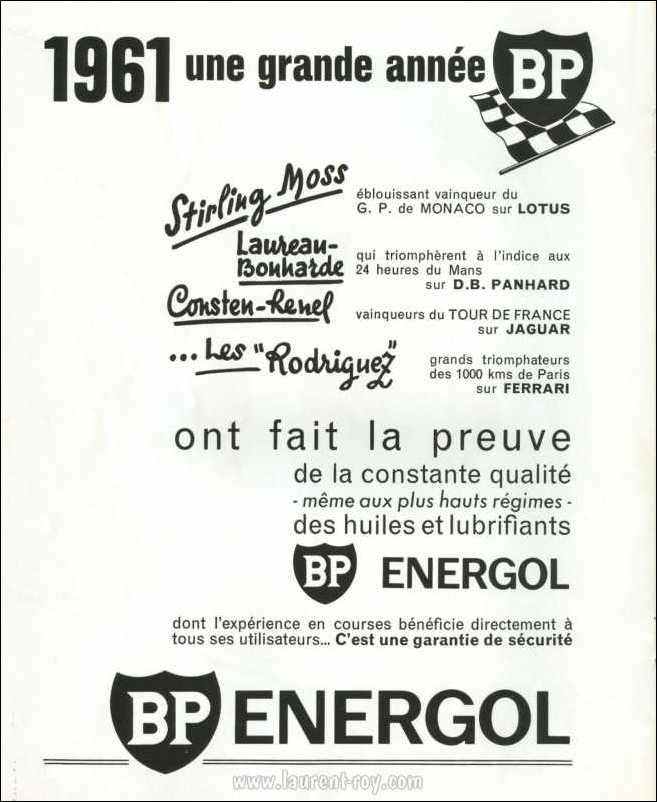 1961 une grande année BP
Stirling Moss
éblouissant vainqueur du
G. P. de MONACO sur LOTUS
Laureau-
Bonharde
qui triomphèrent à l'indice aux
24 heures du Mans
sur D.B. PANHARD
Consten-Renel
vainqueurs du TOUR DE FRANCE
sur JAGUAR
... Les "Rodriguez"
grands triomphateurs
des 1000 kms de Paris
sur FERRARI
ont fait la preuve
de la constante qualité
- même aux plus hauts régimes -
des huiles et lubrifiants
BP ENERGOL
dont l'expérience en courses bénéficie directement à
tous ses utilisateurs... C'est une garantie de sécurité
BP ENERGOL
www.laurent-roy.com